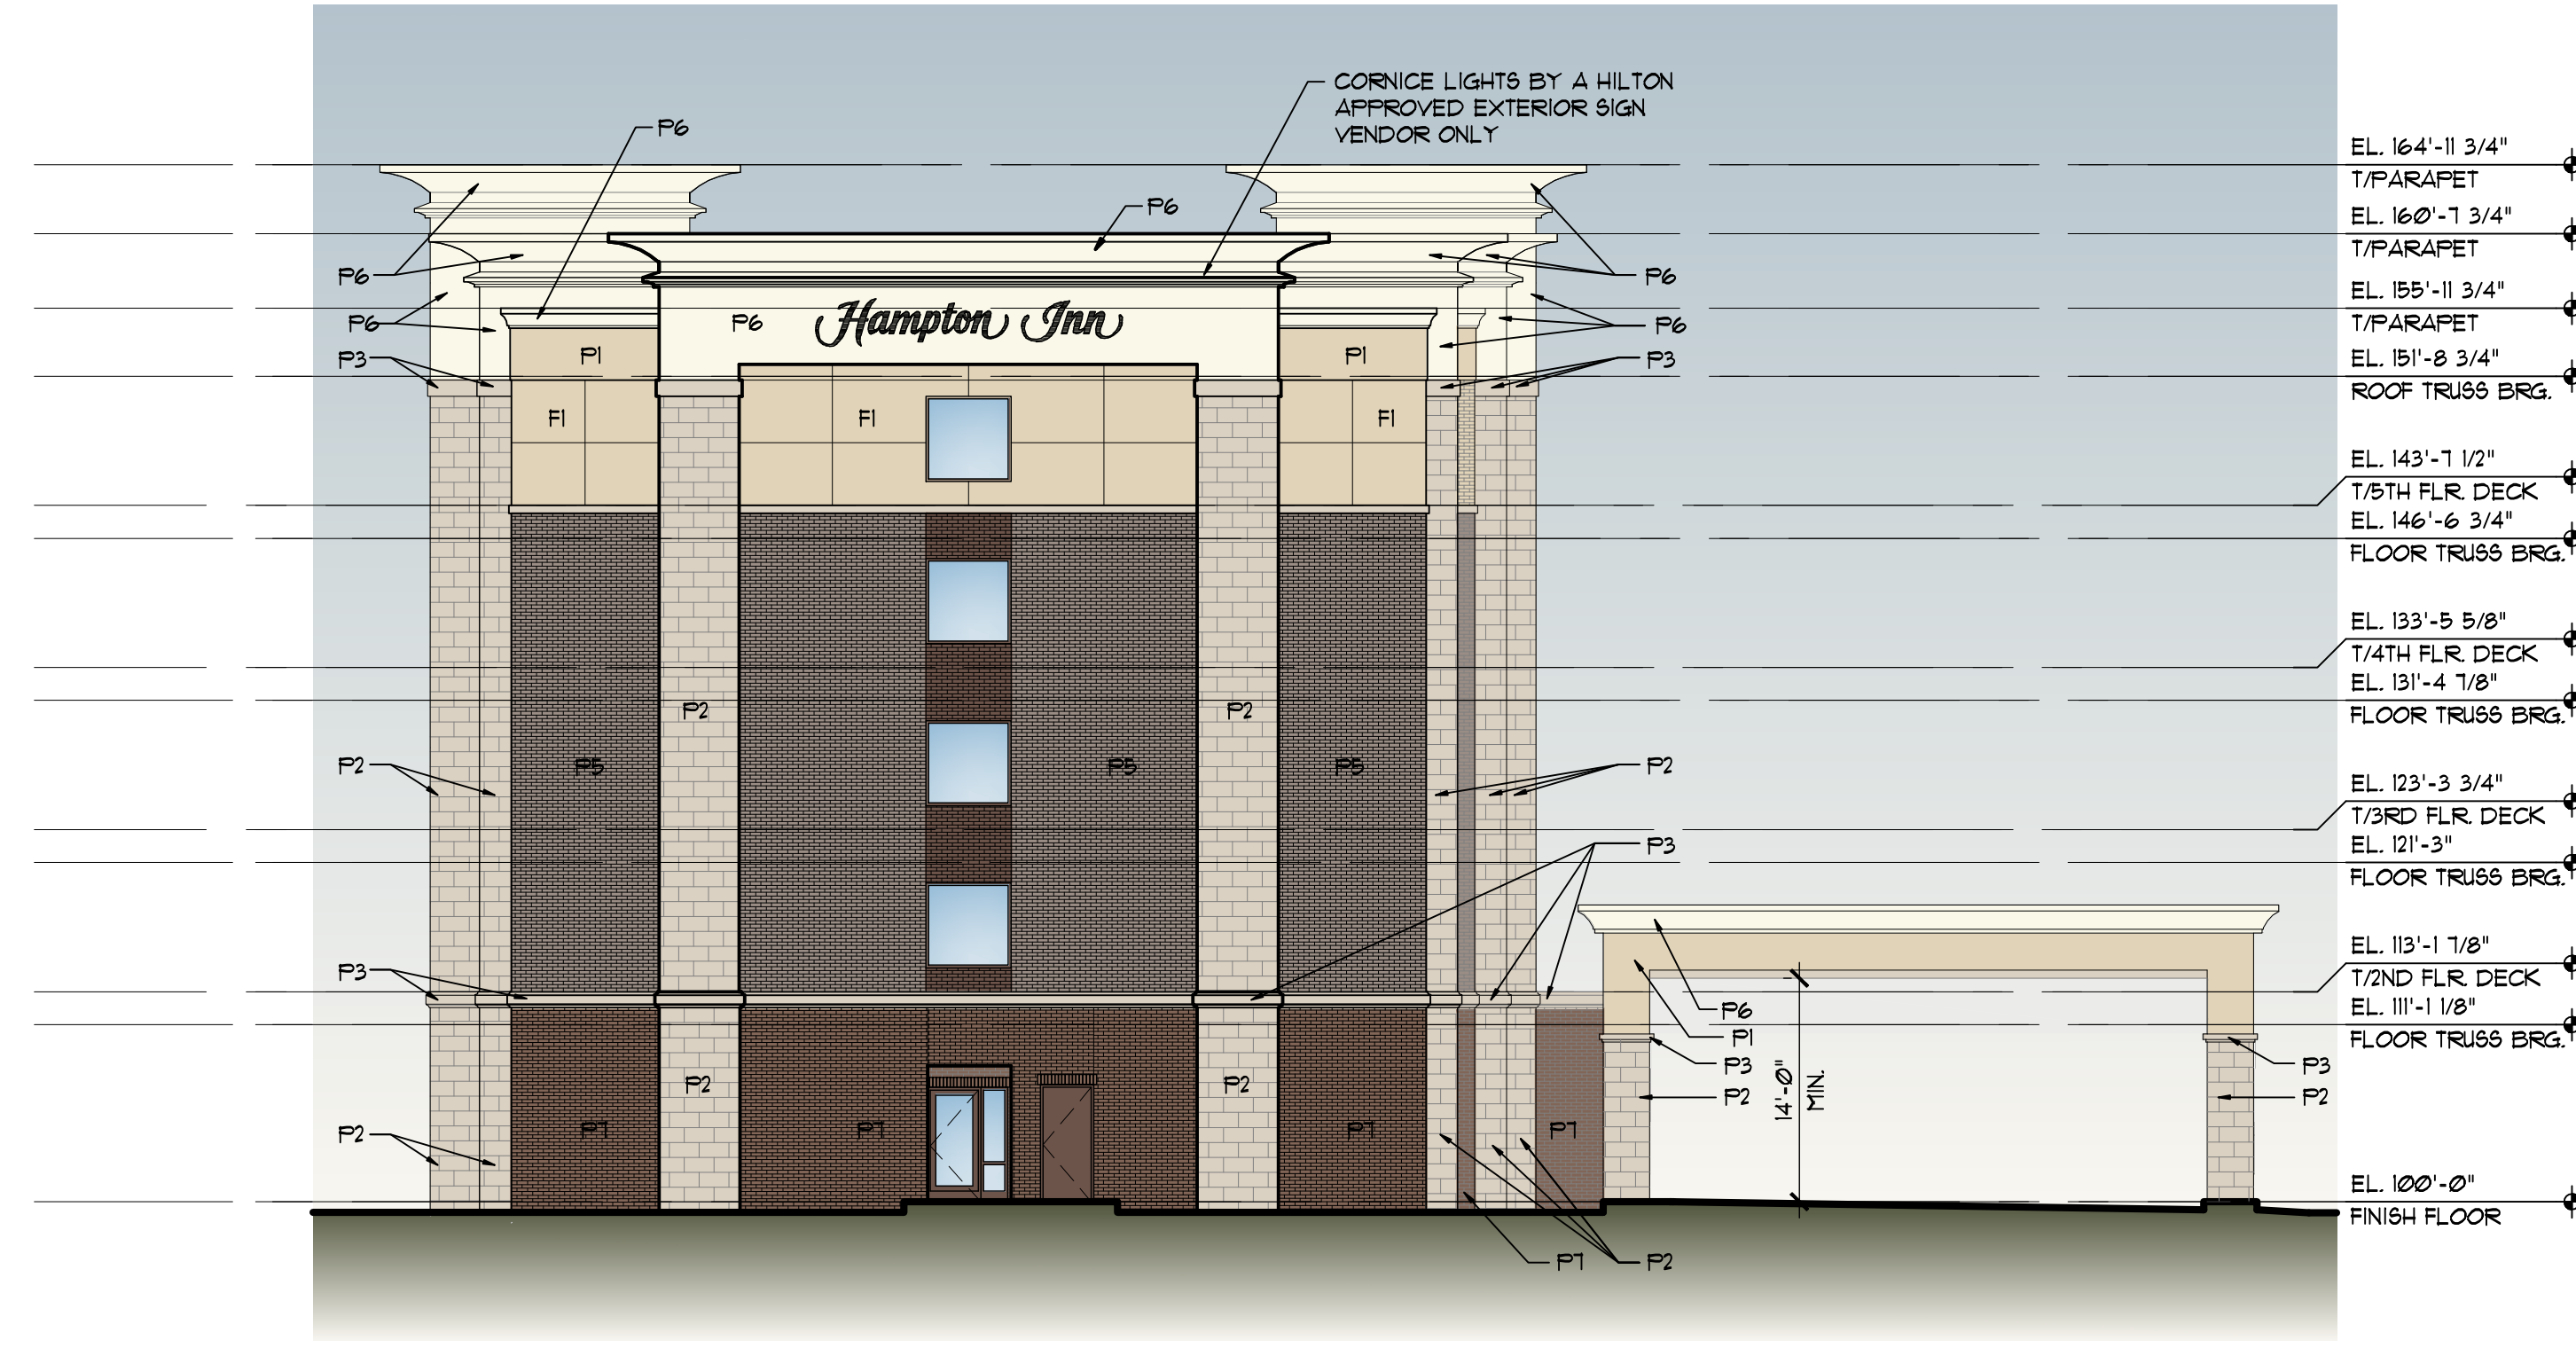 CORNICE LIGHTS BY A HILTON
APPROVED EXTERIOR SIGN
VENDOR ONLY
P6
EL. 164'-11 3/4"
T/PARAPET
P6
EL. 160'-7 3/4"
T/PARAPET
P6
P6
EL. 155'-11 3/4"
T/PARAPET
P6
P6
Hampton Inn
P6
P3
P1
P1
P3
EL. 151'-8 3/4"
ROOF TRUSS BRG.
F1
F1
F1
EL. 143'-7 1/2"
T/5TH FLR. DECK
EL. 146'-6 3/4"
FLOOR TRUSS BRG.
EL. 133'-5 5/8"
T/4TH FLR. DECK
EL. 131'-4 7/8"
FLOOR TRUSS BRG.
P2
P2
P2
P5
P5
P5
P2
EL. 123'-3 3/4"
T/3RD FLR. DECK
P3
EL. 121'-3"
FLOOR TRUSS BRG.
P3
EL. 113'-1 7/8"
T/2ND FLR. DECK
P6
EL. 111'-1 1/8"
FLOOR TRUSS BRG.
P1
P3
P3
P2
P2
P2
P2
14'-0"
MIN.
P2
P7
P7
P7
P7
EL. 100'-0"
FINISH FLOOR
P7
P2